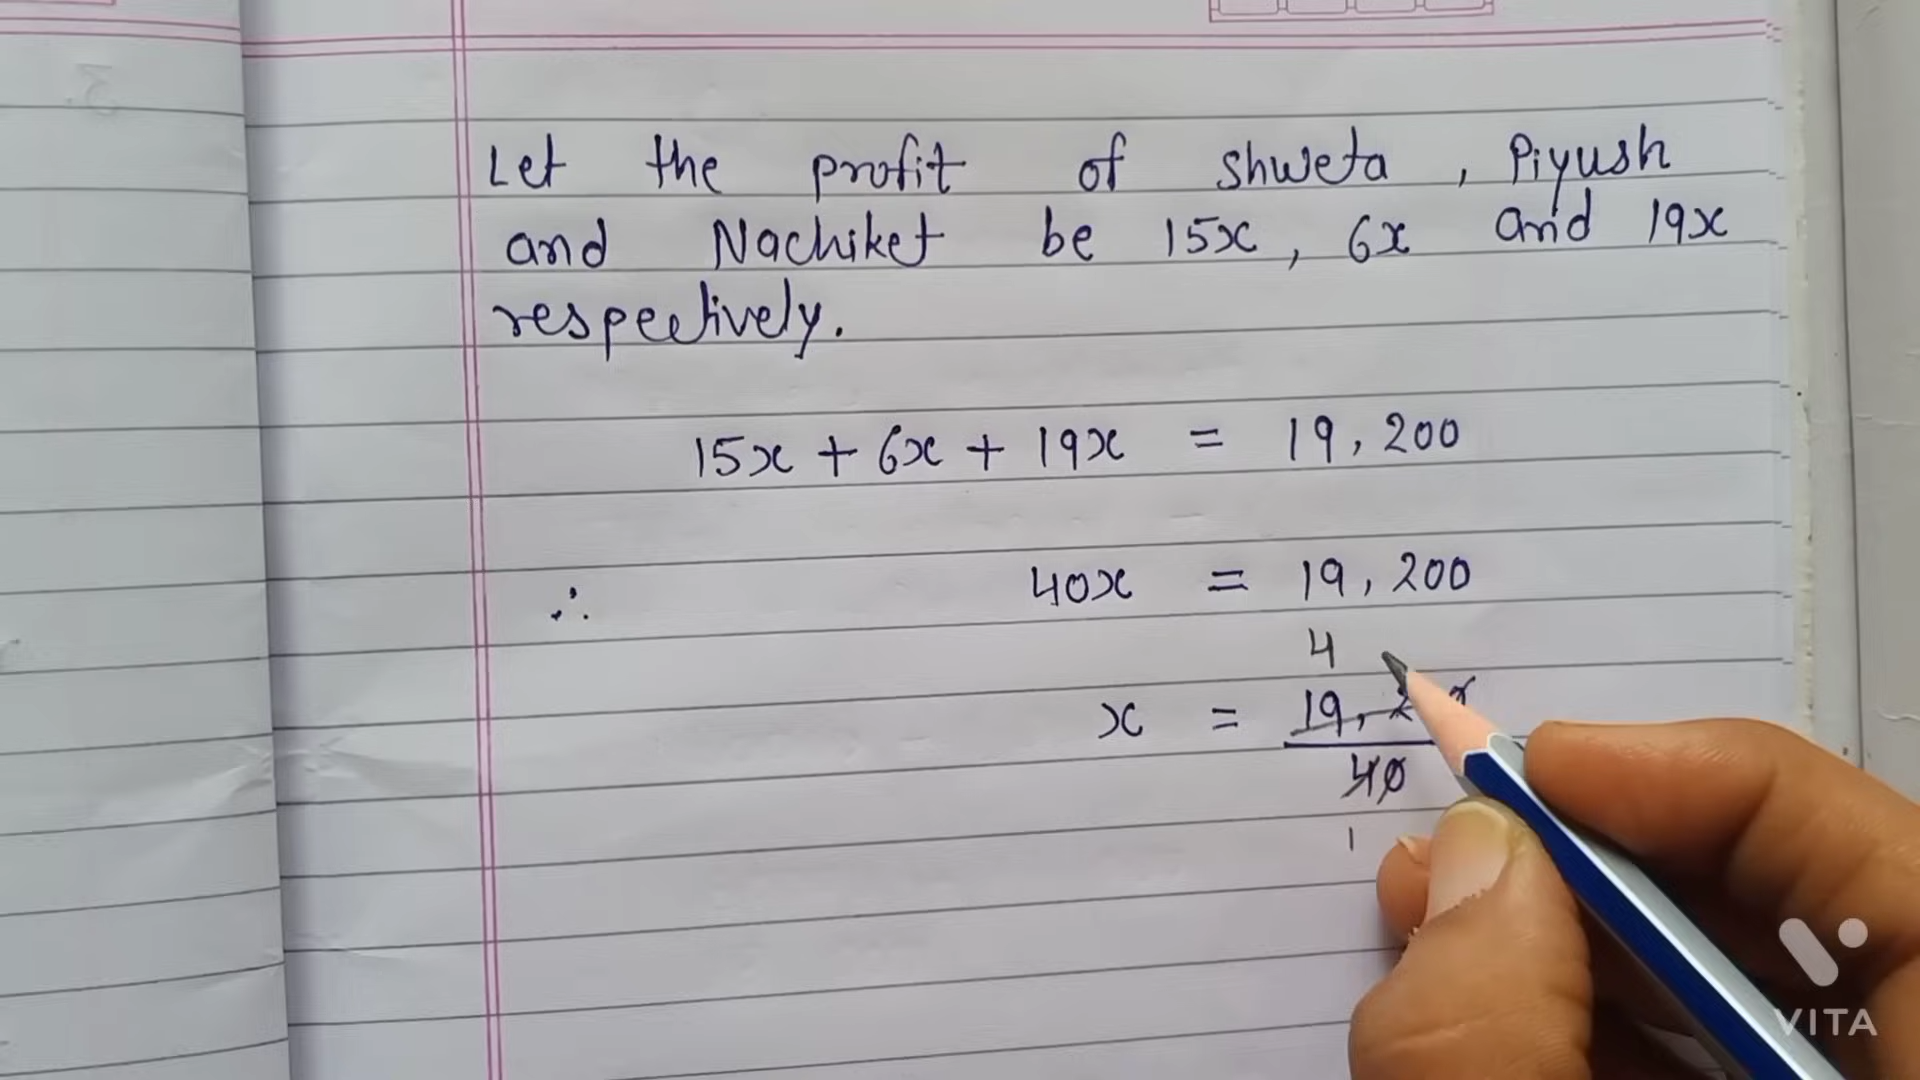 Let the profit of shweta, Piyush
and Nachiket be 15x, 6x and 19x
respectively.
15x + 6x + 19x = 19,200
∴ 40x = 19,200
4
x = 19,2
40
1
VITA